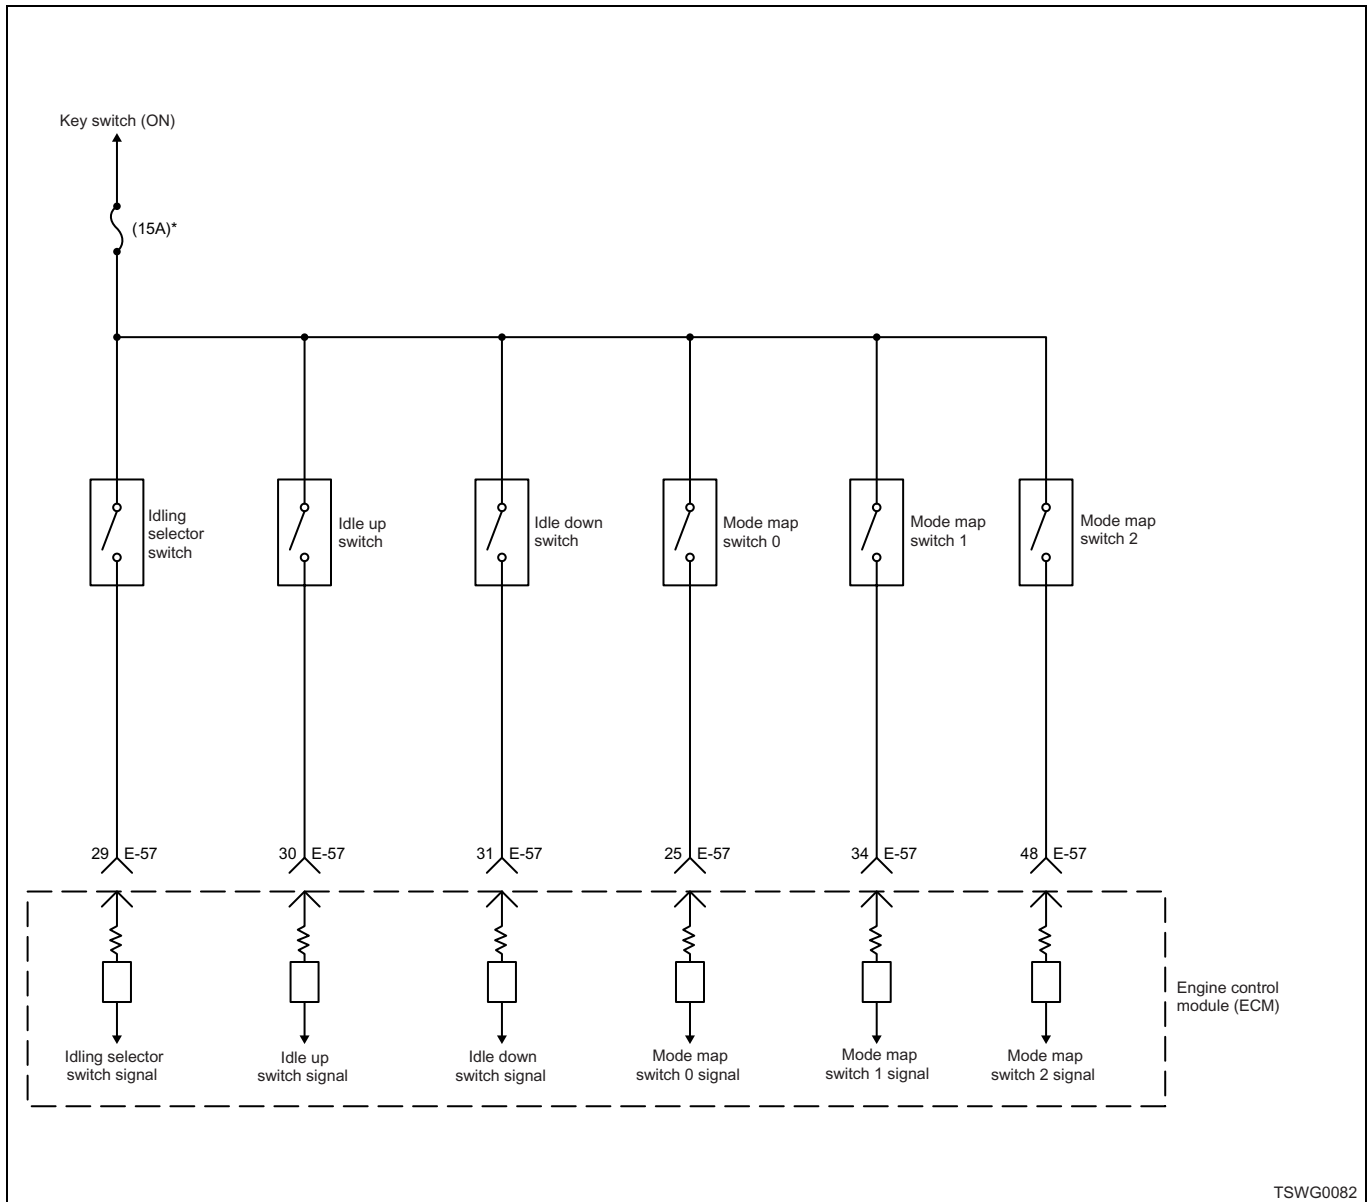 Key switch (ON)
(15A)*
Idling
selector
switch
Idle up
switch
Idle down
switch
Mode map
switch 0
Mode map
switch 1
Mode map
switch 2
29 E-57
30 E-57
31 E-57
25 E-57
34 E-57
48 E-57
Engine control
module (ECM)
Idling selector
switch signal
Idle up
switch signal
Idle down
switch signal
Mode map
switch 0 signal
Mode map
switch 1 signal
Mode map
switch 2 signal
TSWG0082